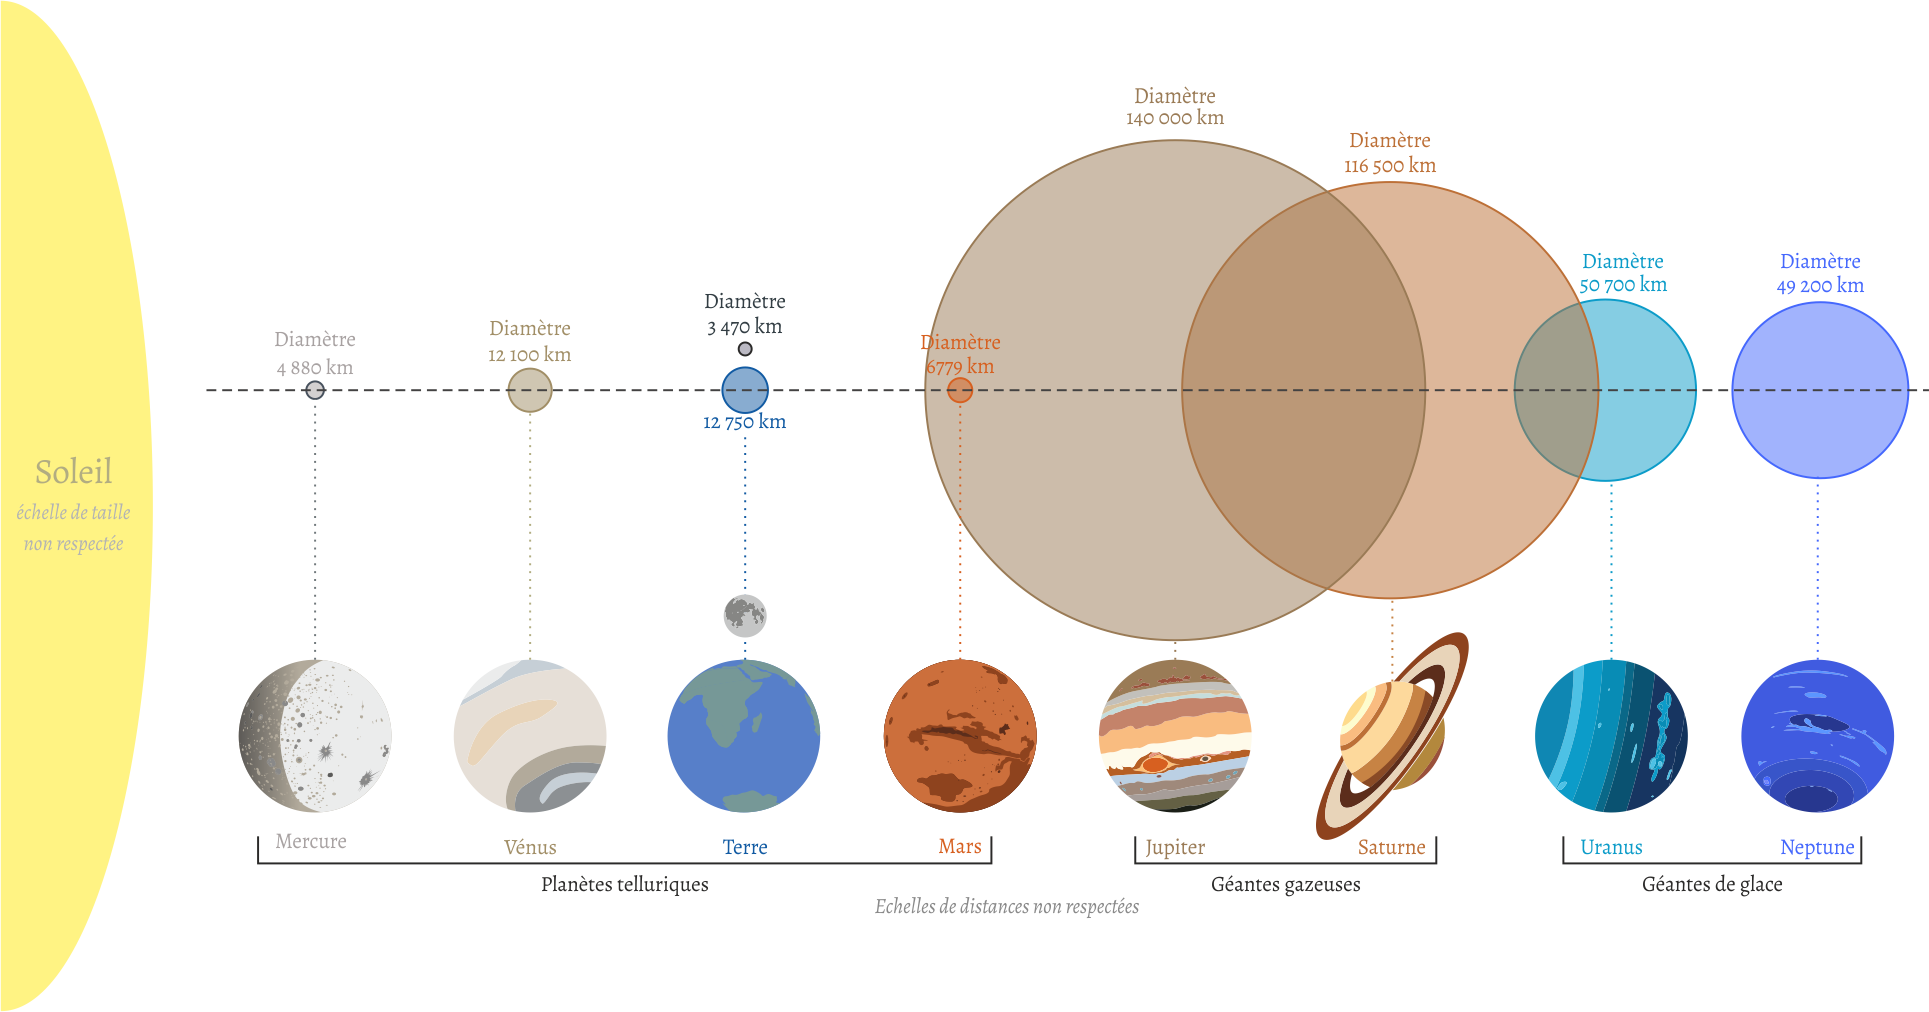 Diamètre
140 000 km
Diamètre
116 500 km
Diamètre
50 700 km
Diamètre
49 200 km
Diamètre
3 470 km
Diamètre
12 100 km
Diamètre
4 880 km
Diamètre
6779 km
12 750 km
Soleil
échelle de taille
non respectée
Mercure
Vénus
Terre
Mars
Jupiter
Saturne
Uranus
Neptune
Planètes telluriques
Géantes gazeuses
Géantes de glace
Echelles de distances non respectées